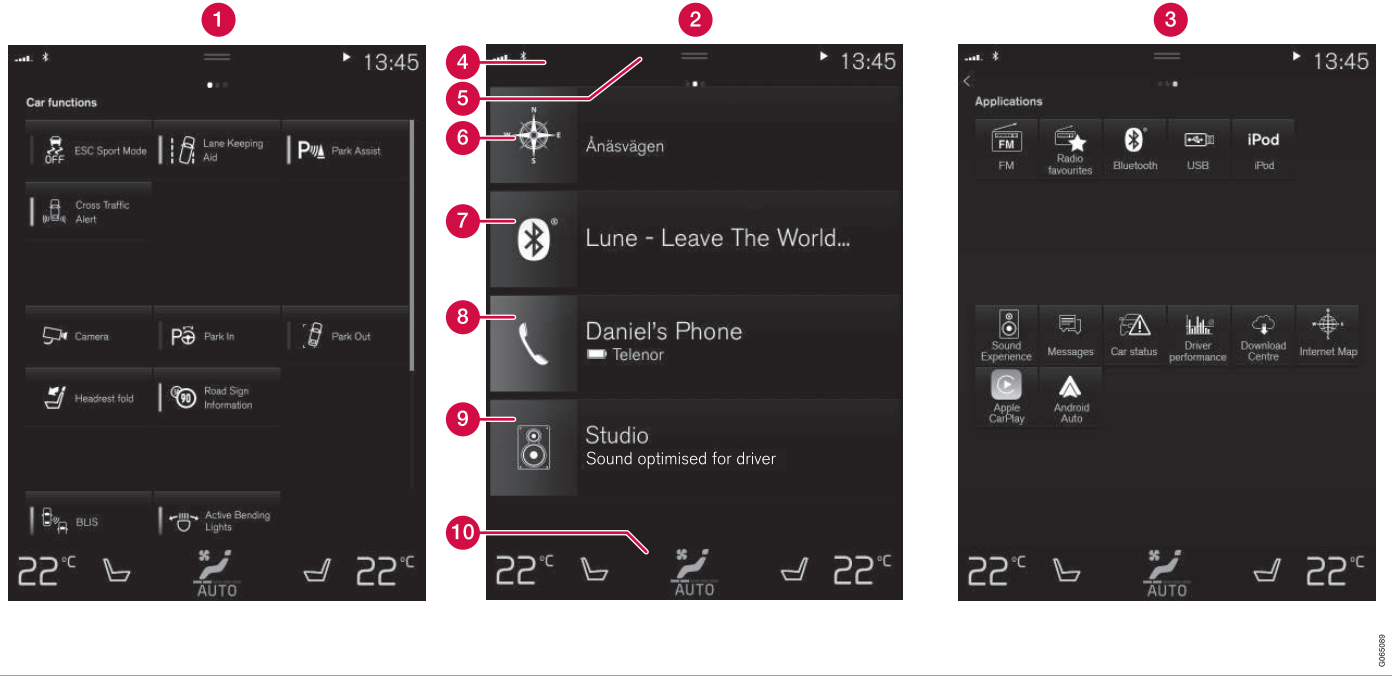 1
2
3
13:45
Car functions
OFF
ESC Sport Mode
Lane Keeping
Aid
P
Park Assist
Cross Traffic
Alert
Camera
P
Park In
Park Out
Headrest fold
90
Road Sign
Information
BLIS
Active Bending
Lights
22°C
AUTO
22°C
4
13:45
5
6
N
W
E
S
Ånäsvägen
7
Lune - Leave The World...
8
Daniel's Phone
Telenor
9
Studio
Sound optimised for driver
10
22°C
AUTO
22°C
13:45
Applications
FM
FM
Radio
favourites
Bluetooth
USB
iPod
iPod
Sound
Experience
Messages
Car status
Driver
performance
Download
Centre
Internet Map
Apple
CarPlay
Android
Auto
22°C
AUTO
22°C
G065089